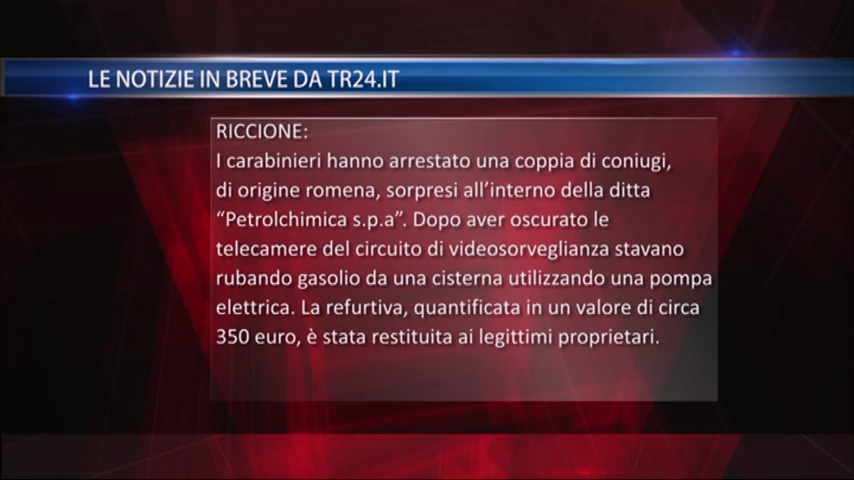 LE NOTIZIE IN BREVE DA TR24.IT
RICCIONE:
I carabinieri hanno arrestato una coppia di coniugi,
di origine romena, sorpresi all’interno della ditta
“Petrolchimica s.p.a”. Dopo aver oscurato le
telecamere del circuito di videosorveglianza stavano
rubando gasolio da una cisterna utilizzando una pompa
elettrica. La refurtiva, quantificata in un valore di circa
350 euro, è stata restituita ai legittimi proprietari.